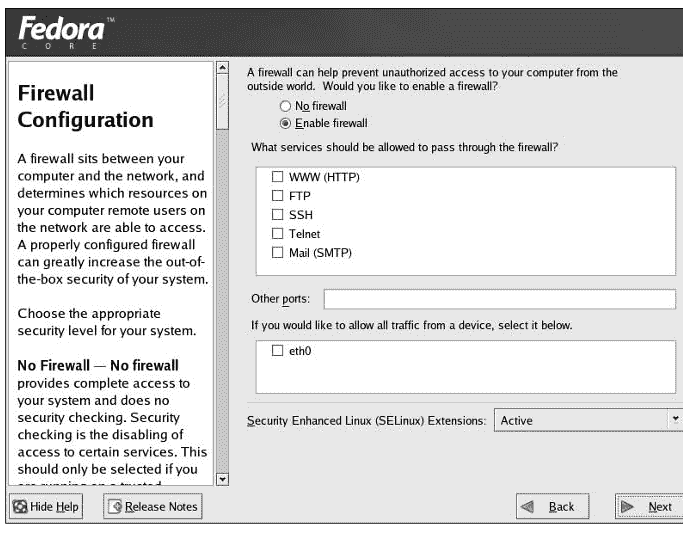 Fedora™
CORE
Firewall
Configuration
A firewall sits between your
computer and the network, and
determines which resources on
your computer remote users on
the network are able to access.
A properly configured firewall
can greatly increase the out-of-
the-box security of your system.
Choose the appropriate
security level for your system.
No Firewall — No firewall
provides complete access to
your system and does no
security checking. Security
checking is the disabling of
access to certain services. This
should only be selected if you
are running on a trusted
A firewall can help prevent unauthorized access to your computer from the
outside world. Would you like to enable a firewall?
No firewall
Enable firewall
What services should be allowed to pass through the firewall?
WWW (HTTP)
FTP
SSH
Telnet
Mail (SMTP)
Other ports:
If you would like to allow all traffic from a device, select it below.
eth0
Security Enhanced Linux (SELinux) Extensions: Active
Hide Help
Release Notes
Back
Next